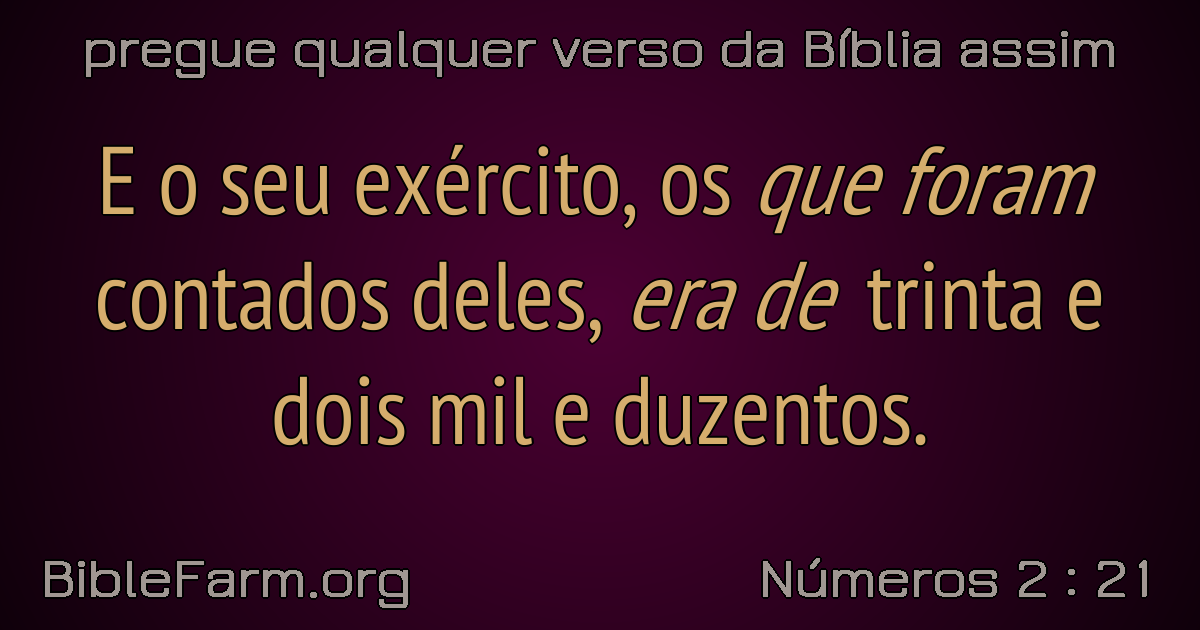 pregue qualquer verso da Bíblia assim
E o seu exército, os que foram
contados deles, era de trinta e
dois mil e duzentos.
BibleFarm.org
Números 2 : 21